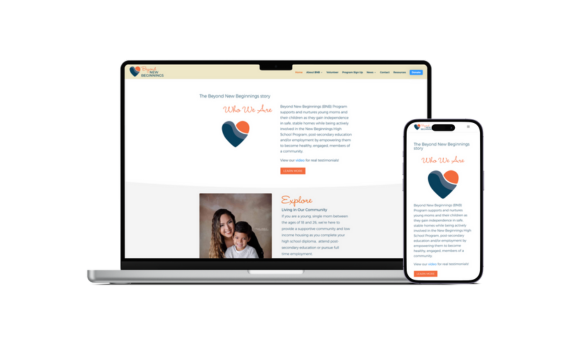 Beyond
NEW
BEGINNINGS
Home About BNB Services Program Sign Up News Contact Resources Donate
The Beyond New Beginnings story
Who We Are
Beyond New Beginnings (BNB) Program
supports and nurtures young moms and
their children as they gain independence
in safe, stable homes while being actively
involved in the New Beginnings High
School Program, post-secondary education
and/or employment by empowering them
to become healthy, engaged members of
a community.
View our video for real testimonials!
LEARN MORE
Explore
Living in Our Community
If you are a young, single mom between
the ages of 18 and 24, we're here to
provide a supportive community and low
income housing as you complete your
high school diploma, attend post
secondary education or pursue full
time employment.
The Beyond New Beginnings
story
Who We Are
Beyond New Beginnings (BNB)
Program supports and nurtures
young moms and their children as
they gain independence in safe,
stable homes while being actively
involved in the New Beginnings High
School Program, post-secondary
education and/or employment by
empowering them to become
healthy, engaged members of a
community.
View our video for real testimonials!
LEARN MORE